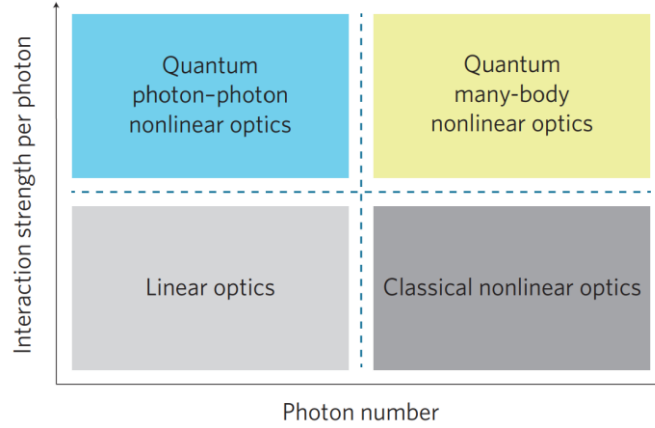 Interaction strength per photon
Quantum
photon–photon
nonlinear optics
Quantum
many-body
nonlinear optics
Linear optics
Classical nonlinear optics
Photon number